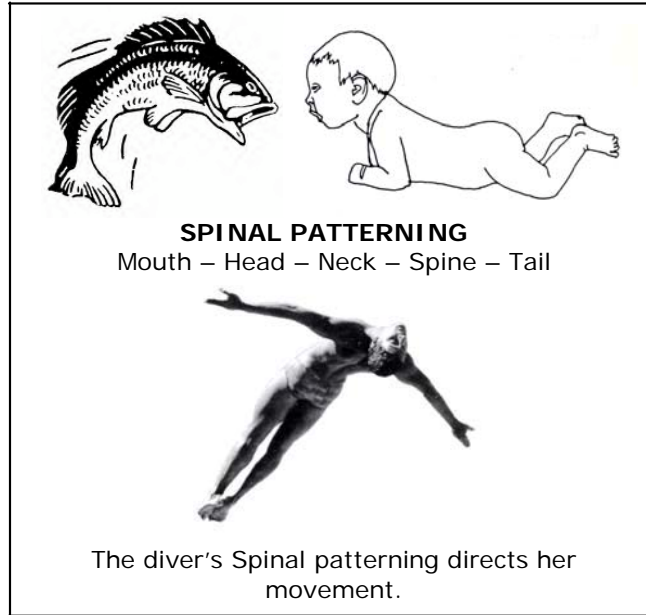 SPINAL PATTERNING
Mouth – Head – Neck – Spine – Tail
The diver's Spinal patterning directs her
movement.